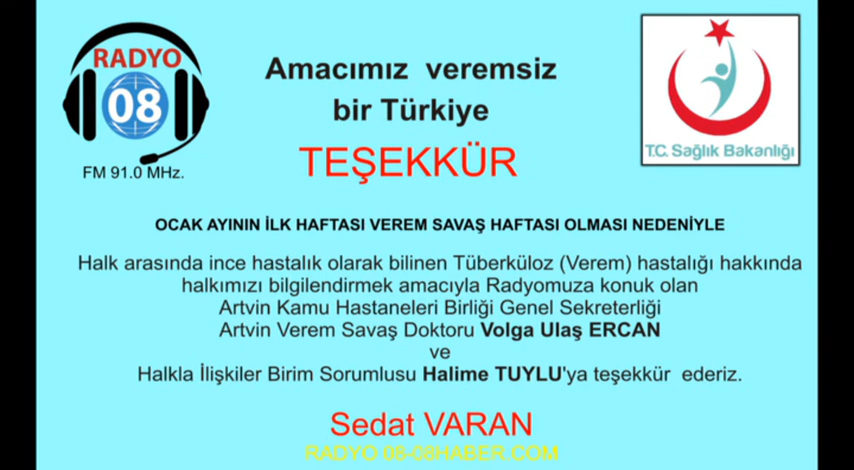 RADYO
08
FM 91.0 MHz.
Amacımız veremsiz
bir Türkiye
TEŞEKKÜR
T.C. Sağlık Bakanlığı
OCAK AYININ İLK HAFTASI VEREM SAVAŞ HAFTASI OLMASI NEDENİYLE
Halk arasında ince hastalık olarak bilinen Tüberküloz (Verem) hastalığı hakkında
halkımızı bilgilendirmek amacıyla Radyomuza konuk olan
Artvin Kamu Hastaneleri Birliği Genel Sekreterliği
Artvin Verem Savaş Doktoru Volga Ulaş ERCAN
ve
Halkla İlişkiler Birim Sorumlusu Halime TUYLU'ya teşekkür ederiz.
Sedat VARAN
RADYO 08-08HABER.COM